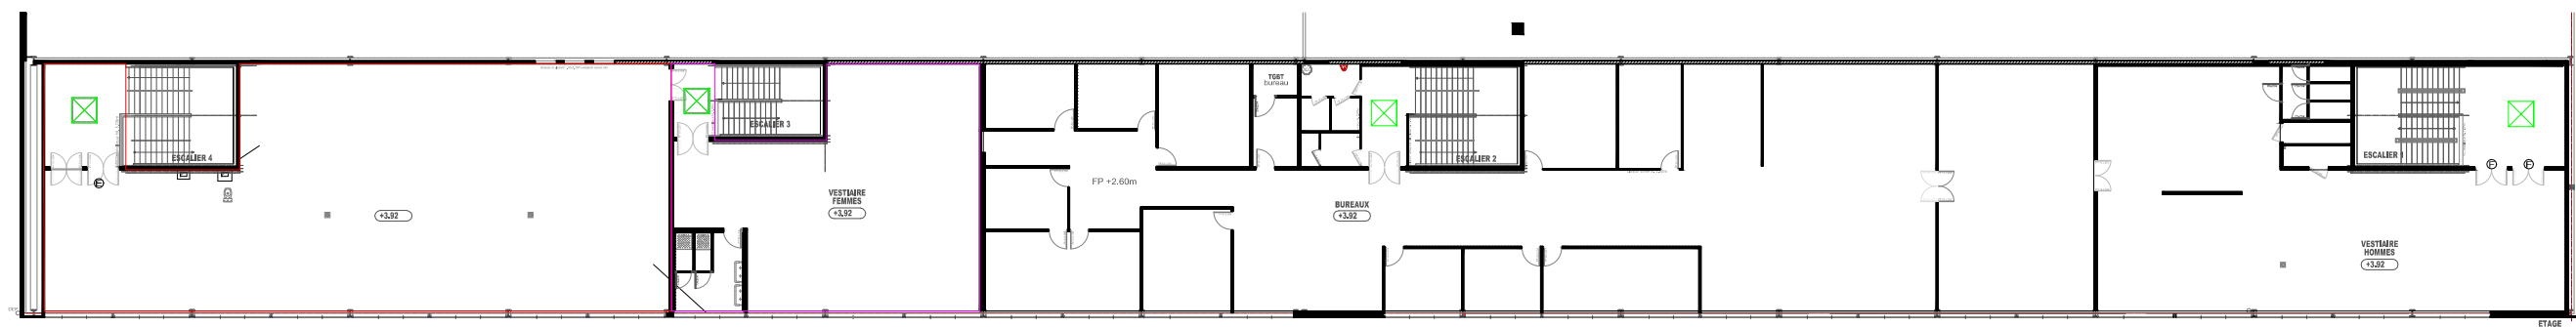 TGBT
bureau
ESCALIER 3
ESCALIER 4
ESCALIER 2
ESCALIER 1
FP +2,60m
VESTIAIRE
FEMMES
+3.92
+3.92
BUREAUX
+3.92
VESTIAIRE
HOMMES
+3.92
ETAGE